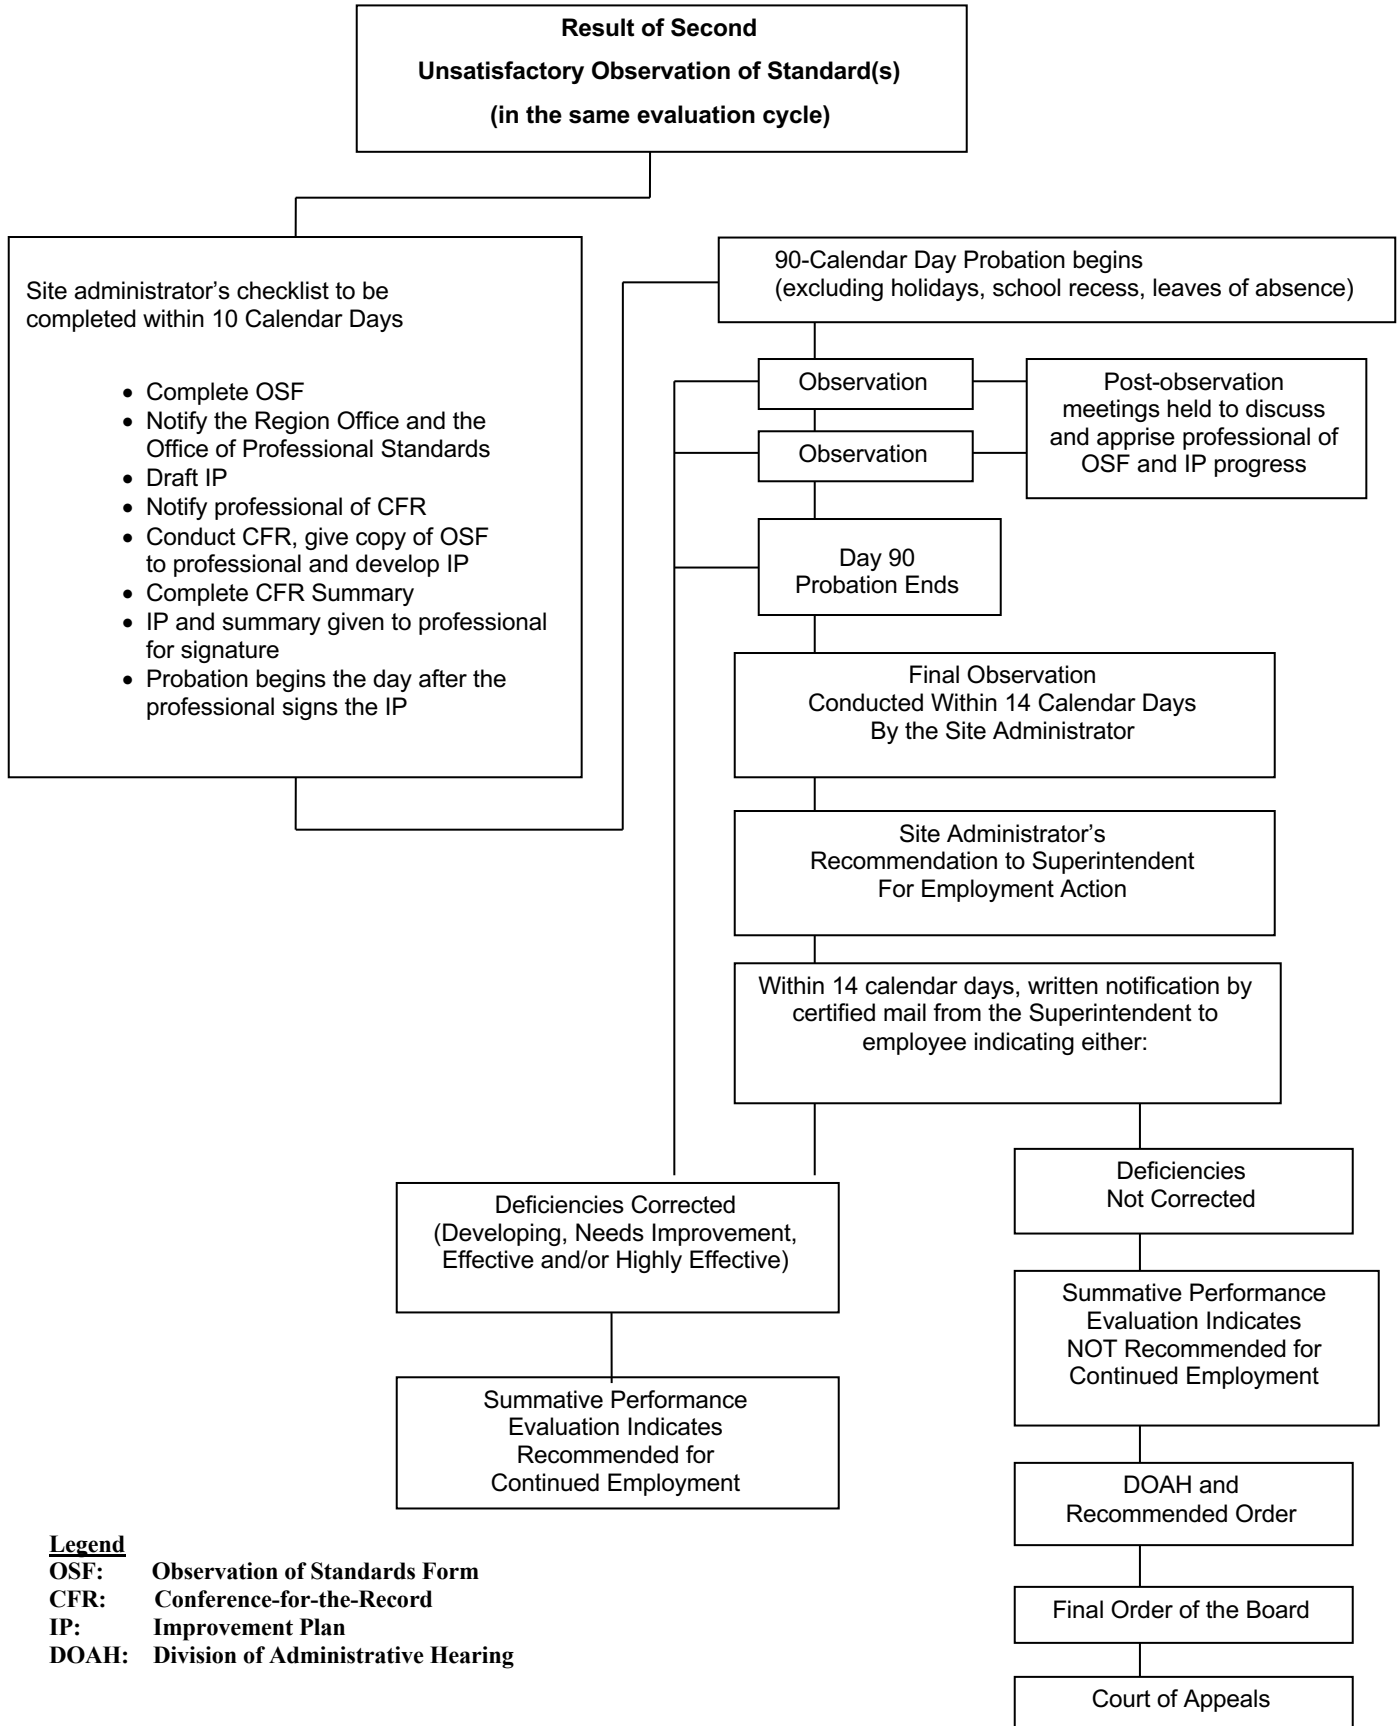 Result of Second
Unsatisfactory Observation of Standard(s)
(in the same evaluation cycle)
Site administrator’s checklist to be
completed within 10 Calendar Days
• Complete OSF
• Notify the Region Office and the
Office of Professional Standards
• Draft IP
• Notify professional of CFR
• Conduct CFR, give copy of OSF
to professional and develop IP
• Complete CFR Summary
• IP and summary given to professional
for signature
• Probation begins the day after the
professional signs the IP
90-Calendar Day Probation begins
(excluding holidays, school recess, leaves of absence)
Observation
Observation
Post-observation
meetings held to discuss
and apprise professional of
OSF and IP progress
Day 90
Probation Ends
Final Observation
Conducted Within 14 Calendar Days
By the Site Administrator
Site Administrator’s
Recommendation to Superintendent
For Employment Action
Within 14 calendar days, written notification by
certified mail from the Superintendent to
employee indicating either:
Deficiencies Corrected
(Developing, Needs Improvement,
Effective and/or Highly Effective)
Summative Performance
Evaluation Indicates
Recommended for
Continued Employment
Deficiencies
Not Corrected
Summative Performance
Evaluation Indicates
NOT Recommended for
Continued Employment
DOAH and
Recommended Order
Final Order of the Board
Court of Appeals
Legend
OSF: Observation of Standards Form
CFR: Conference-for-the-Record
IP: Improvement Plan
DOAH: Division of Administrative Hearing